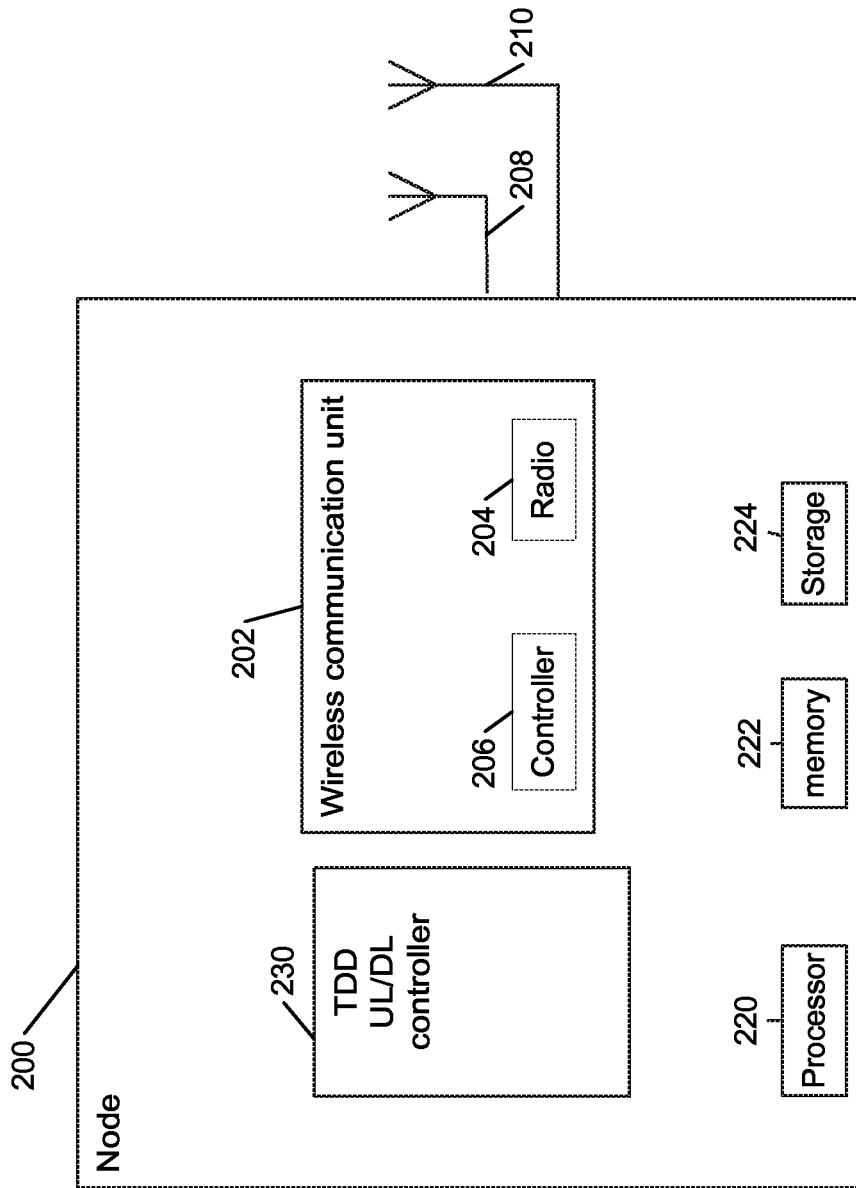 200
Node
230
TDD
UL/DL
controller
202
Wireless communication unit
206
Controller
204
Radio
208
210
220
Processor
222
memory
224
Storage